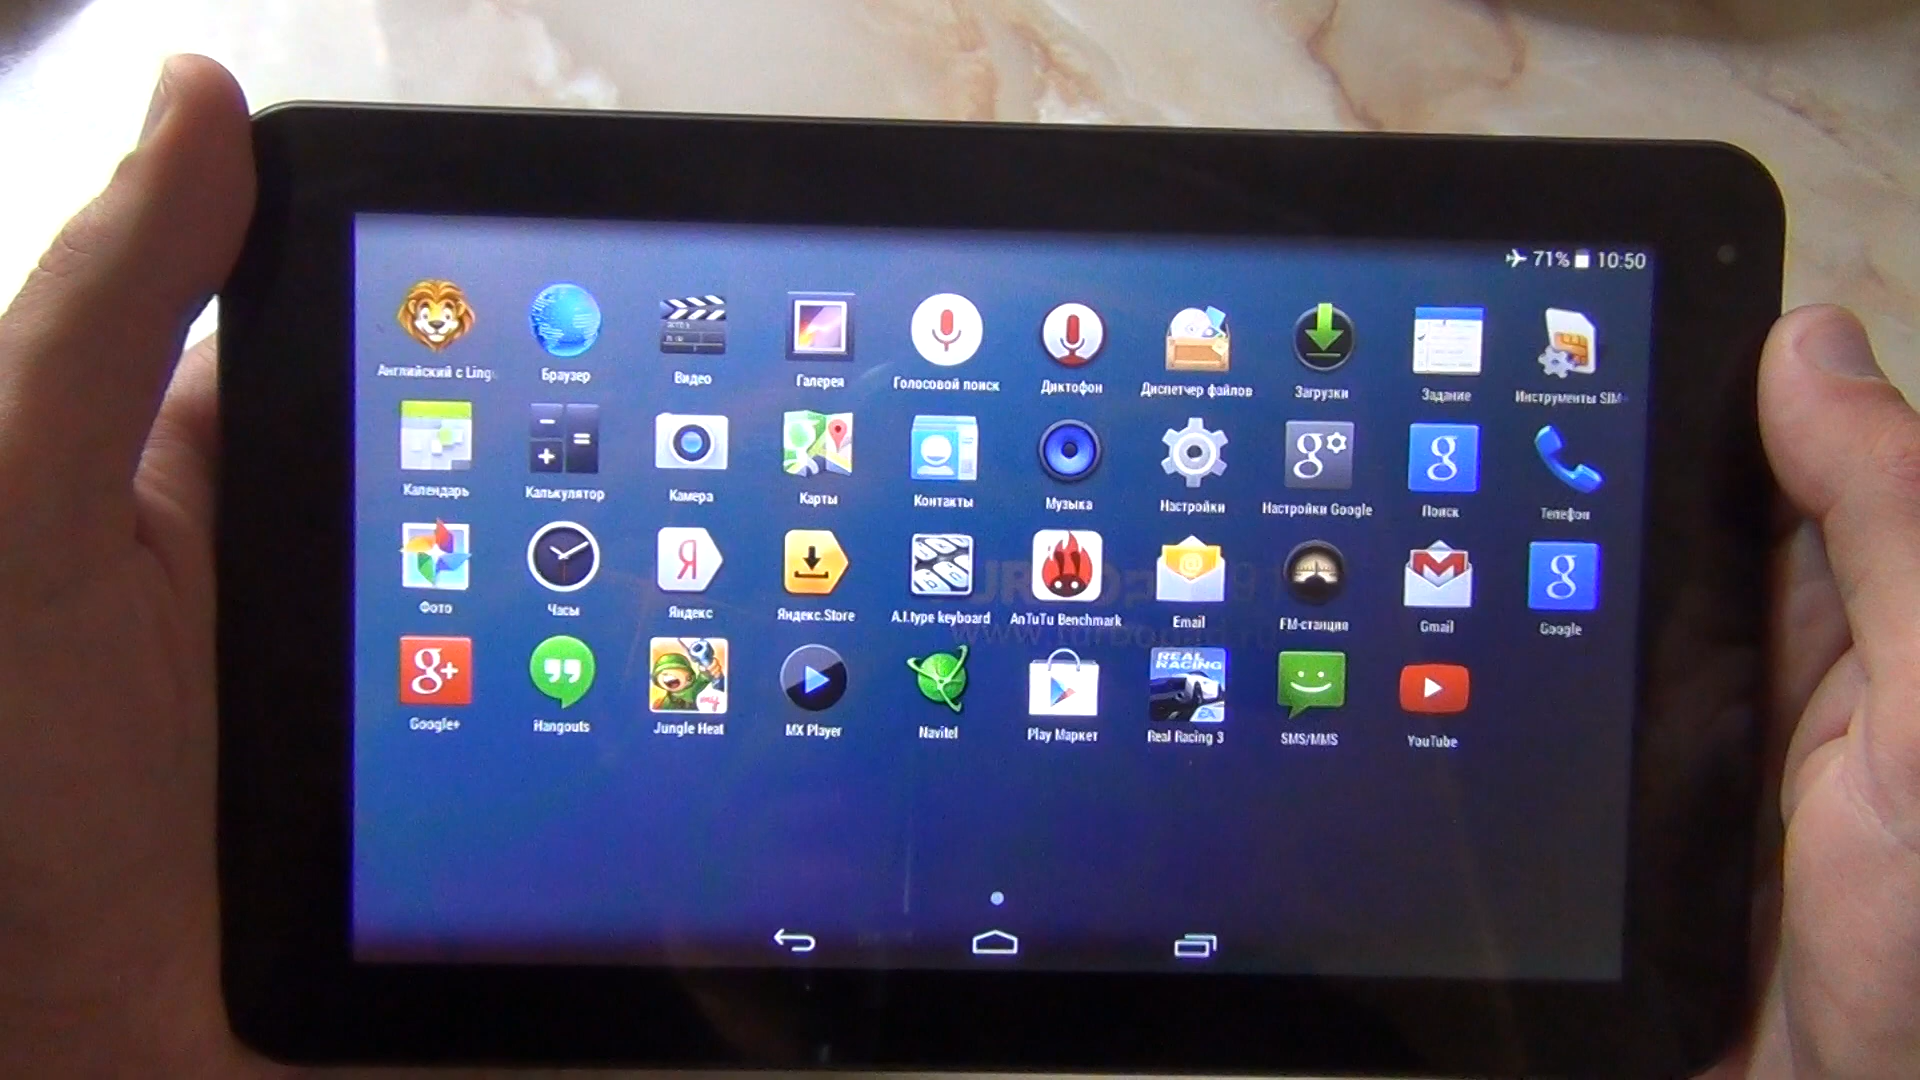 71% 10:50
Английский с Ling
Браузер
Видео
Галерея
Голосовой поиск
Диктофон
Диспетчер файлов
Загрузки
Задание
Инструменты SIM-
Календарь
Калькулятор
Камера
Карты
Контакты
Музыка
Настройки
Настройки Google
Поиск
Телефон
Фото
Часы
Яндекс
Яндекс.Store
A.I.type keyboard
AnTuTu Benchmark
Email
FM-станция
Gmail
Google
Google+
Hangouts
Jungle Heat
MX Player
Navitel
Play Маркет
REAL
RACING
Real Racing 3
SMS/MMS
YouTube